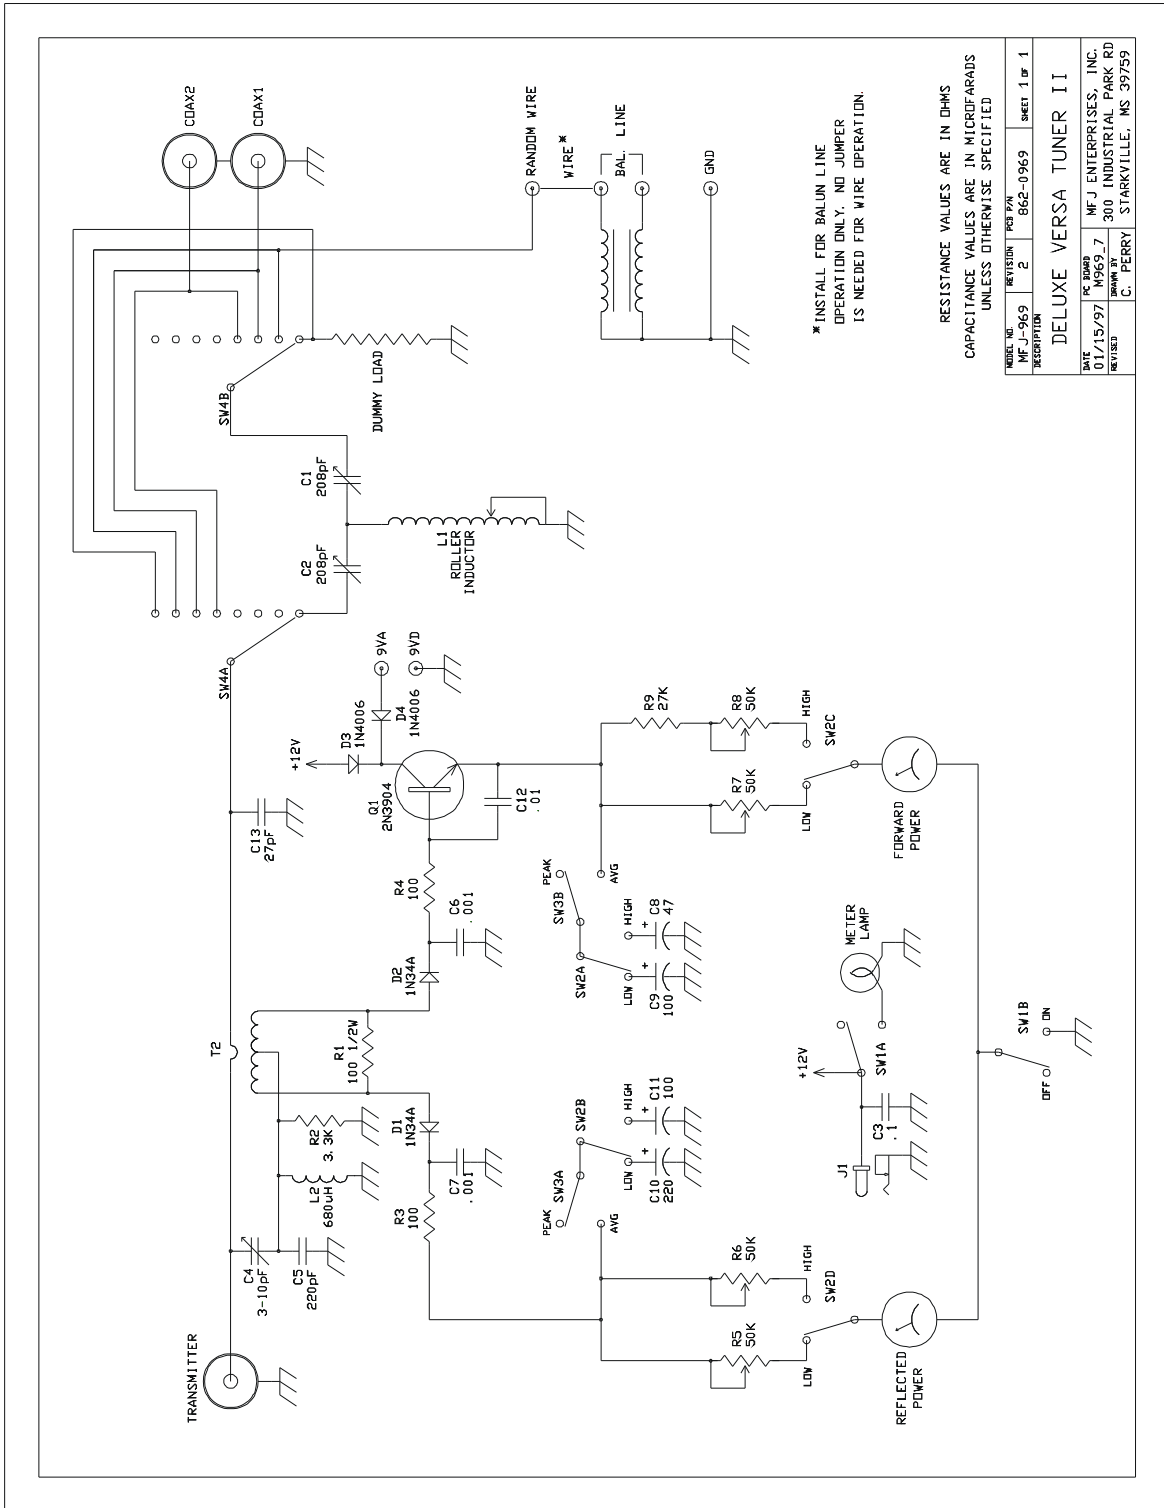 COAX2
COAX1
TRANSMITTER
T2
SW4A
SW4B
C4
3-10pF
C5
220pF
L2
680uH
R2
3.3K
R1
100 1/2W
C13
27pF
C2
208pF
C1
208pF
L1
ROLLER
INDUCTOR
DUMMY LOAD
+12V
D3
1N4006
D4
1N4006
9VA
9VD
Q1
2N3904
D1
1N34A
D2
1N34A
R3
100
R4
100
C7
.001
C6
.001
C12
.01
RANDOM WIRE
WIRE*
BAL. LINE
GND
PEAK
SW3A
SW2B
AVG
LOW
HIGH
C10
220
+
C11
100
+
PEAK
SW3B
SW2A
AVG
LOW
HIGH
C9
100
+
C8
47
+
R5
50K
R6
50K
LOW
HIGH
SW2D
REFLECTED
POWER
R7
50K
R9
27K
R8
50K
LOW
HIGH
SW2C
FORWARD
POWER
J1
C3
.1
+12V
SW1A
METER
LAMP
OFF
ON
SW1B
*INSTALL FOR BALUN LINE
OPERATION ONLY. NO JUMPER
IS NEEDED FOR WIRE OPERATION.
RESISTANCE VALUES ARE IN OHMS
CAPACITANCE VALUES ARE IN MICROFARADS
UNLESS OTHERWISE SPECIFIED
MODEL NO. MFJ-969
REVISION 2
PCB P/N 862-0969
SHEET 1 OF 1
DESCRIPTION
DELUXE VERSA TUNER II
DATE 01/15/97
PC BOARD M969_7
REVISED
DRAWN BY C. PERRY
MFJ ENTERPRISES, INC.
300 INDUSTRIAL PARK RD
STARKVILLE, MS 39759